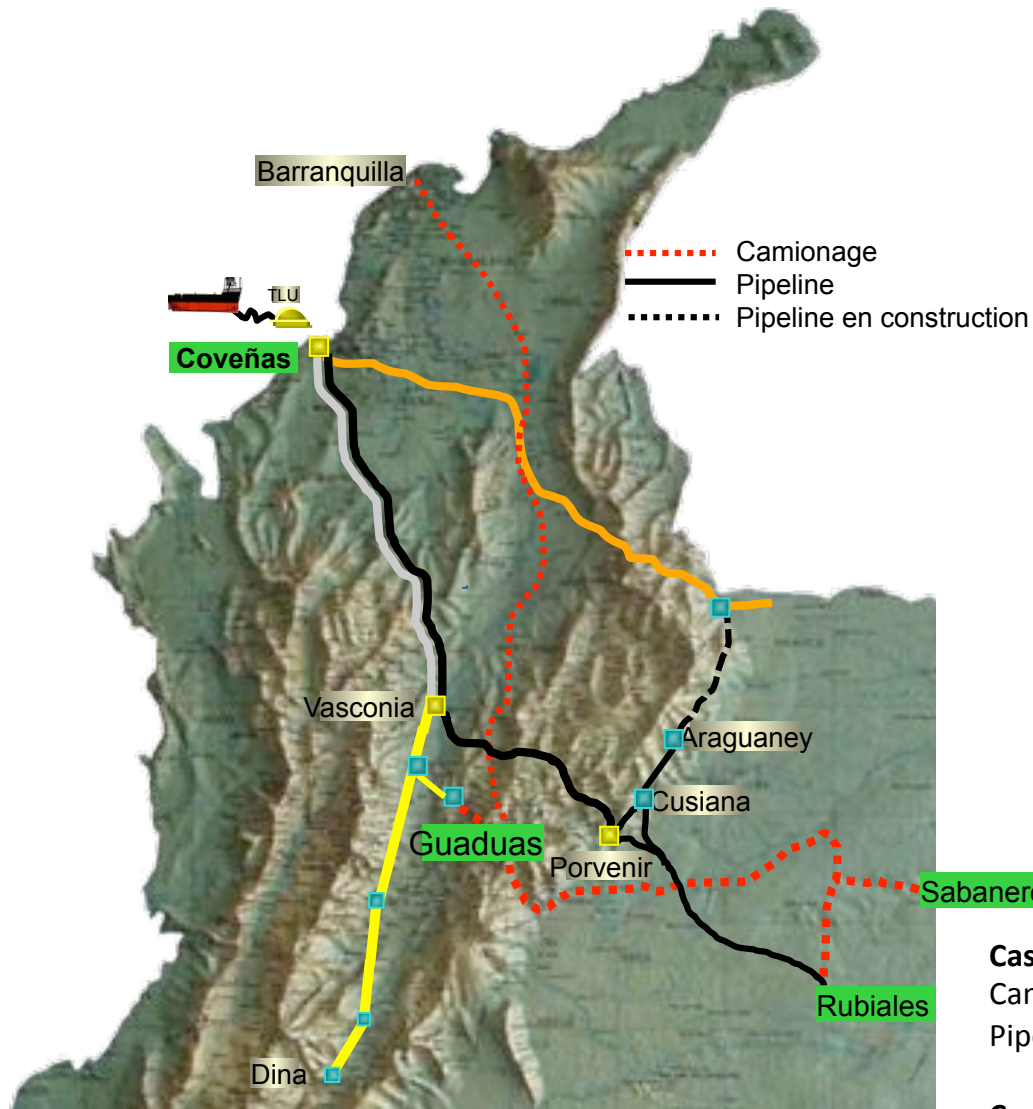 Barranquilla
Camionage
Pipeline
Pipeline en construction
TLU
Coveñas
Vasconia
Araguaney
Cusiana
Guaduas
Porvenir
Rubiales
Dina